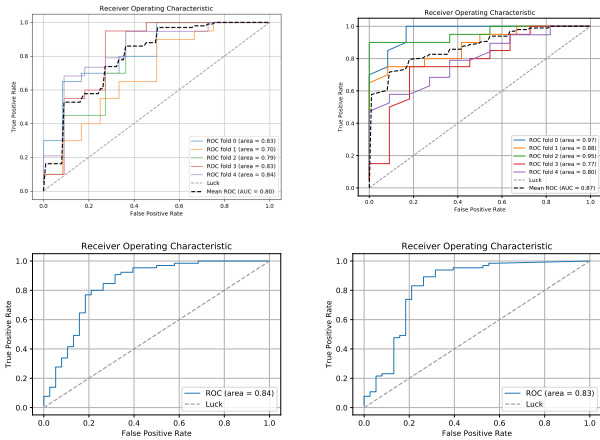 Receiver Operating Characteristic
True Positive Rate
1.0
0.8
0.6
0.4
0.2
0.0
ROC fold 0 (area = 0.83)
ROC fold 1 (area = 0.70)
ROC fold 2 (area = 0.79)
ROC fold 3 (area = 0.83)
ROC fold 4 (area = 0.84)
Luck
Mean ROC (AUC = 0.80)
0.0 0.2 0.4 0.6 0.8 1.0
False Positive Rate
Receiver Operating Characteristic
True Positive Rate
1.0
0.8
0.6
0.4
0.2
0.0
ROC fold 0 (area = 0.97)
ROC fold 1 (area = 0.88)
ROC fold 2 (area = 0.95)
ROC fold 3 (area = 0.77)
ROC fold 4 (area = 0.80)
Luck
Mean ROC (AUC = 0.87)
0.0 0.2 0.4 0.6 0.8 1.0
False Positive Rate
Receiver Operating Characteristic
True Positive Rate
1.0
0.8
0.6
0.4
0.2
0.0
ROC (area = 0.84)
Luck
0.0 0.2 0.4 0.6 0.8 1.0
False Positive Rate
Receiver Operating Characteristic
True Positive Rate
1.0
0.8
0.6
0.4
0.2
0.0
ROC (area = 0.83)
Luck
0.0 0.2 0.4 0.6 0.8 1.0
False Positive Rate